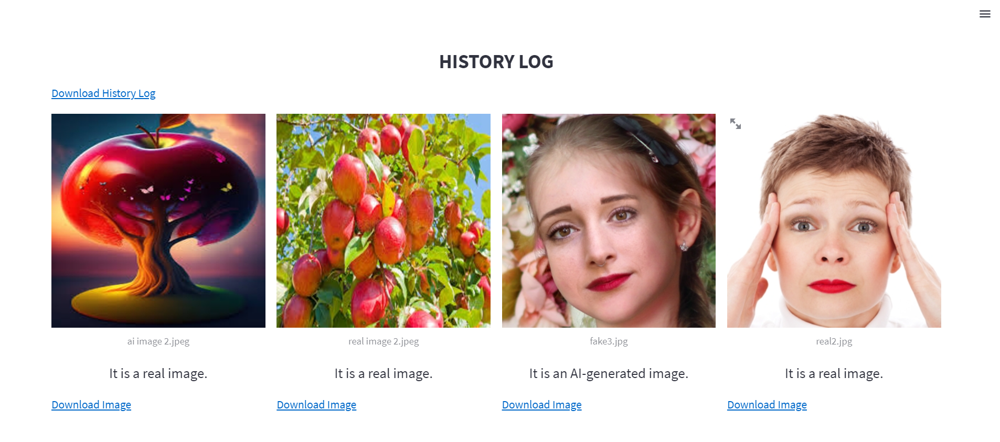 HISTORY LOG
Download History Log
ai image 2.jpeg
real image 2.jpeg
fake3.jpg
real2.jpg
It is a real image.
It is a real image.
It is an AI-generated image.
It is a real image.
Download Image
Download Image
Download Image
Download Image